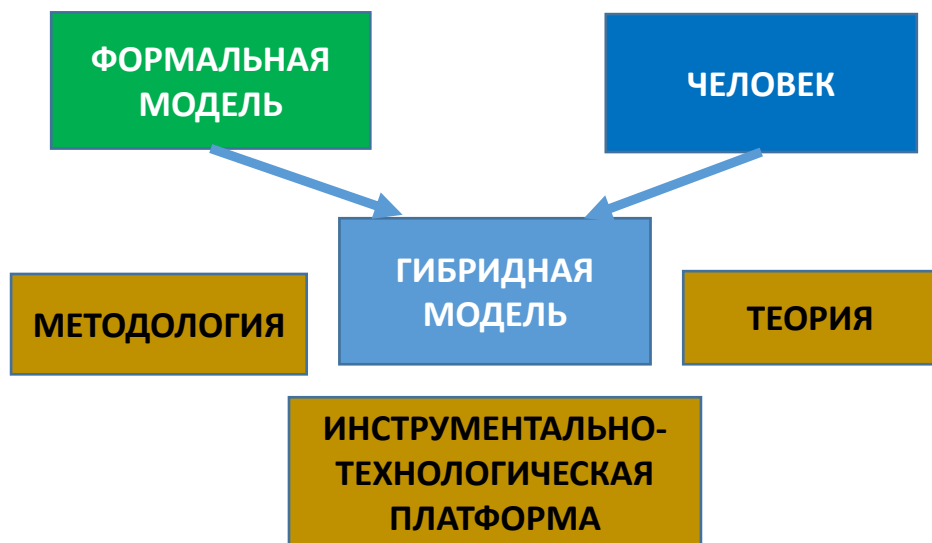 ФОРМАЛЬНАЯ
МОДЕЛЬ
ЧЕЛОВЕК
ГИБРИДНАЯ
МОДЕЛЬ
МЕТОДОЛОГИЯ
ТЕОРИЯ
ИНСТРУМЕНТАЛЬНО-
ТЕХНОЛОГИЧЕСКАЯ
ПЛАТФОРМА